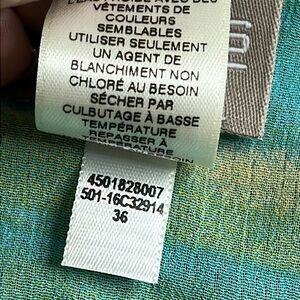 VÊTEMENTS DE
COULEURS
SEMBLABLES
UTILISER SEULEMENT
UN AGENT DE
BLANCHIMENT NON
CHLORÉ AU BESOIN
SÉCHER PAR
CULBUTAGE À BASSE
TEMPÉRATURE
REPASSER À
4501828007
501-16C32914
36